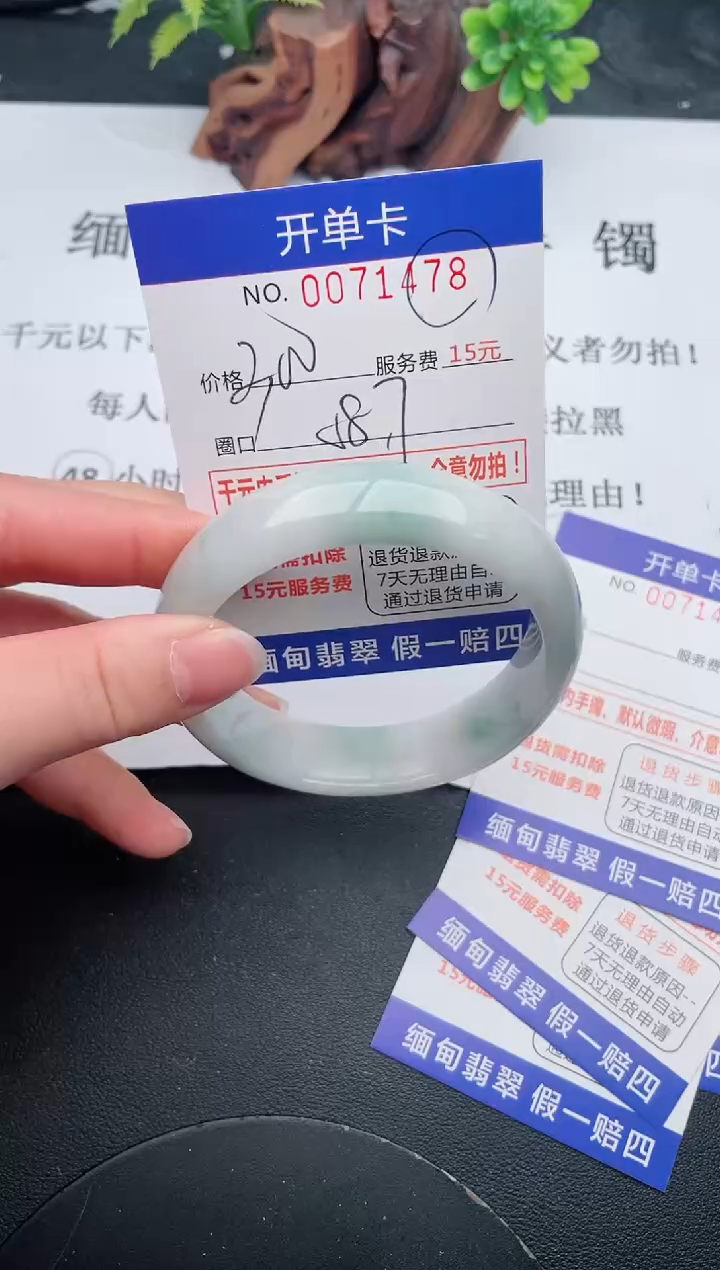 开单卡
NO. 0071478
价格 服务费 15元
圈口 58.7
介意勿拍！
需扣除
15元服务费
退货退款
7天无理由自
通过退货申请
缅甸翡翠 假一赔四
缅 镯
千元以下 义者勿拍！
每人 拉黑
48小时 理由！
开单卡
NO. 00714
服务费
内手镯、默认微瑕、介意
退货需扣除
15元服务费
退货步骤
退货退款原因
7天无理由自动
通过退货申请
缅甸翡翠 假一赔四
货需扣除
15元服务费
退货步骤
退货退款原因--
7天无理由自动
通过退货申请
缅甸翡翠 假一赔四
15元
缅甸翡翠 假一赔四
四